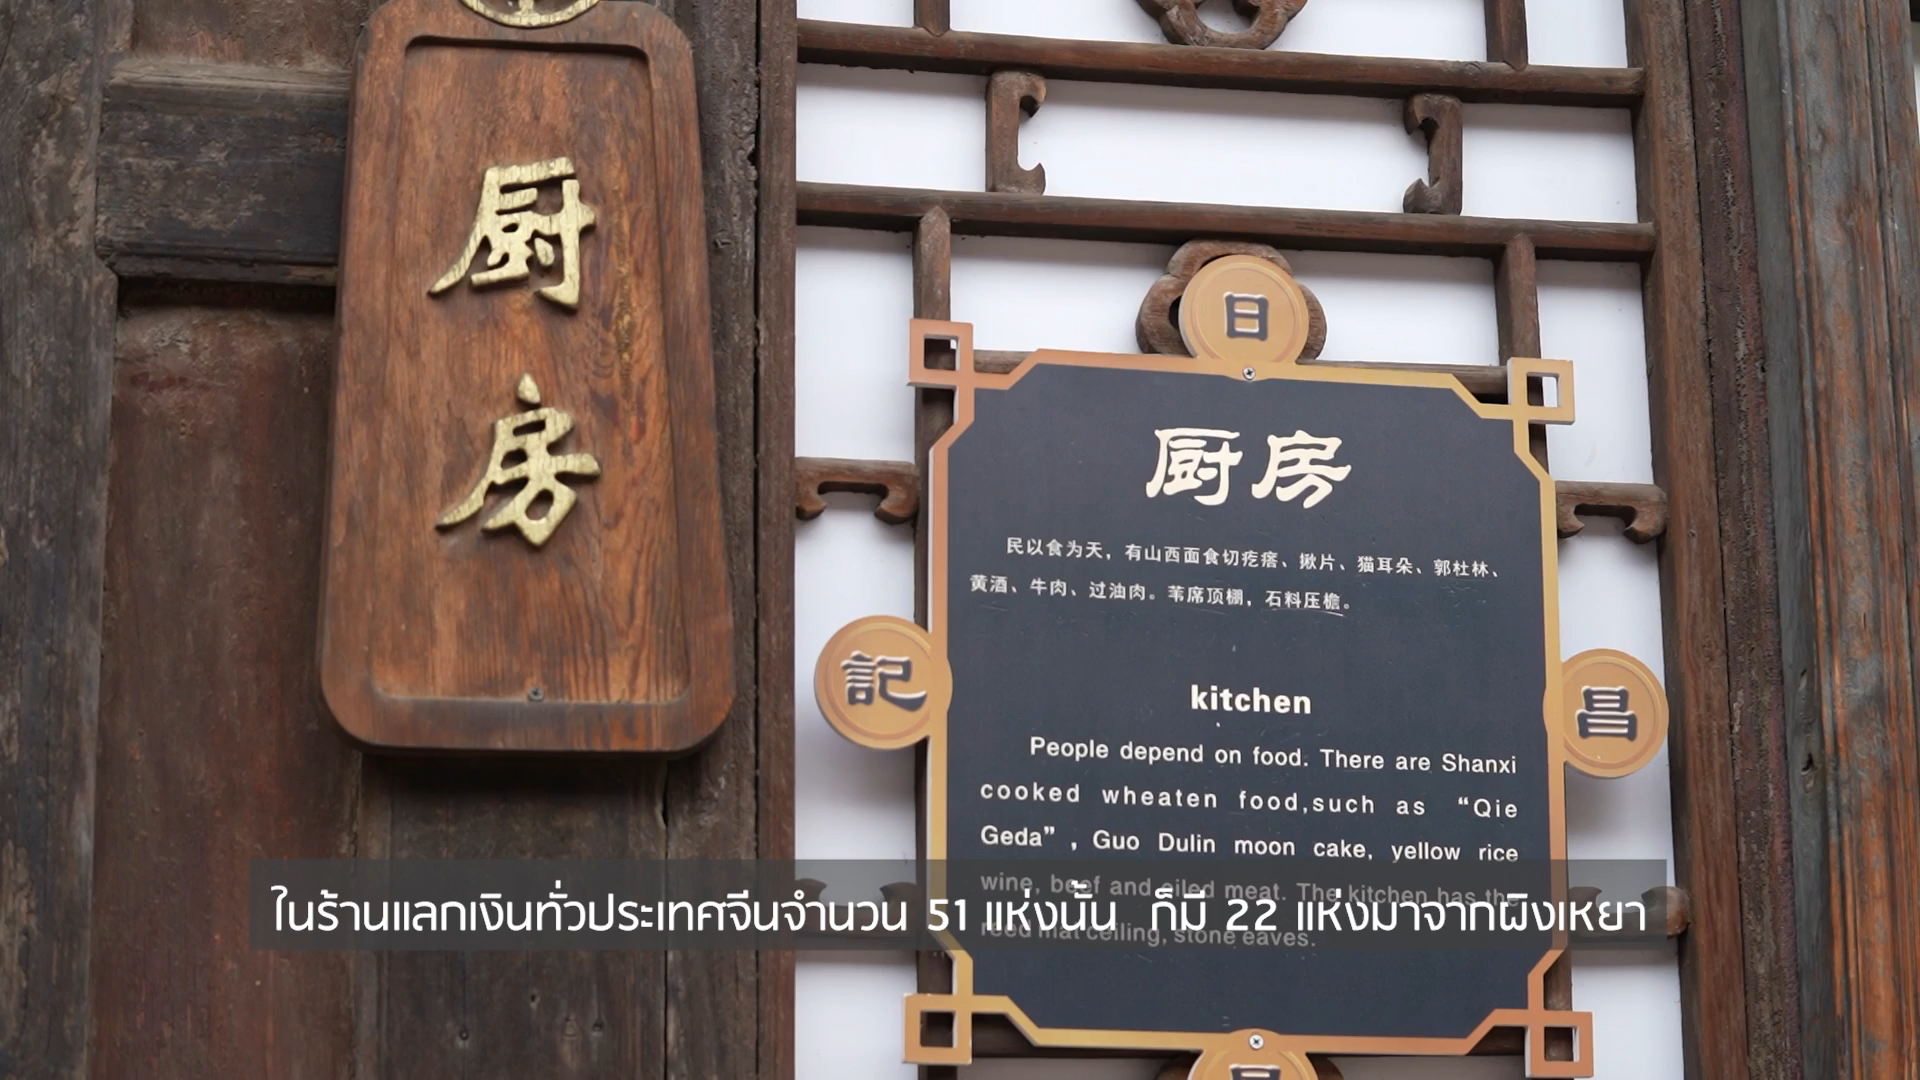 厨
房
日
厨房
民以食为天，有山西面食切疙瘩、揪片、猫耳朵、郭杜林、
黄酒、牛肉、过油肉。苇席顶棚，石料压檐。
記
昌
kitchen
People depend on food. There are Shanxi
cooked wheaten food,such as “Qie
Geda”, Guo Dulin moon cake, yellow rice
wine, beef and oiled meat. The kitchen has the
reed mat ceiling, stone eaves.
ในร้านแลกเงินทั่วประเทศจีนจำนวน 51 แห่งนั้น ก็มี 22 แห่งมาจากผิงเหยา